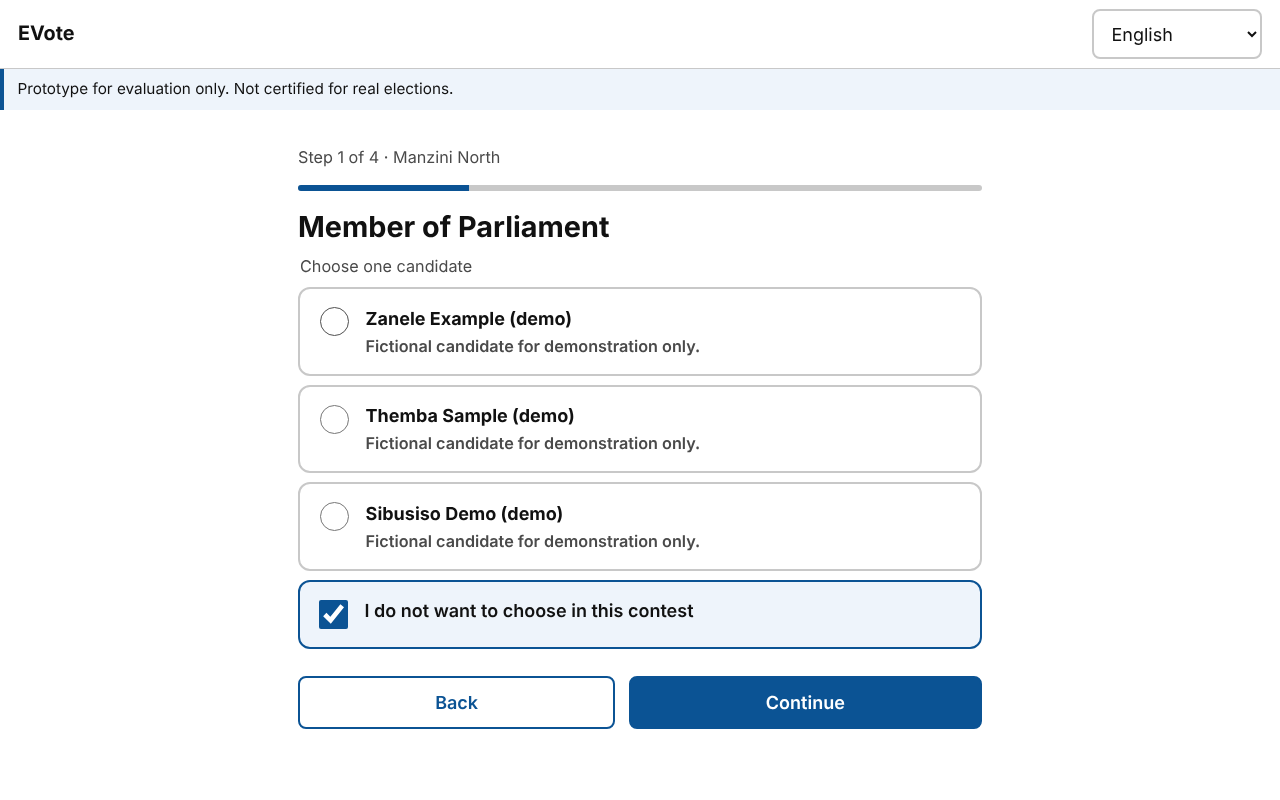 EVote
English
Prototype for evaluation only. Not certified for real elections.
Step 1 of 4 · Manzini North
Member of Parliament
Choose one candidate
Zanele Example (demo)
Fictional candidate for demonstration only.
Themba Sample (demo)
Fictional candidate for demonstration only.
Sibusiso Demo (demo)
Fictional candidate for demonstration only.
I do not want to choose in this contest
Back
Continue